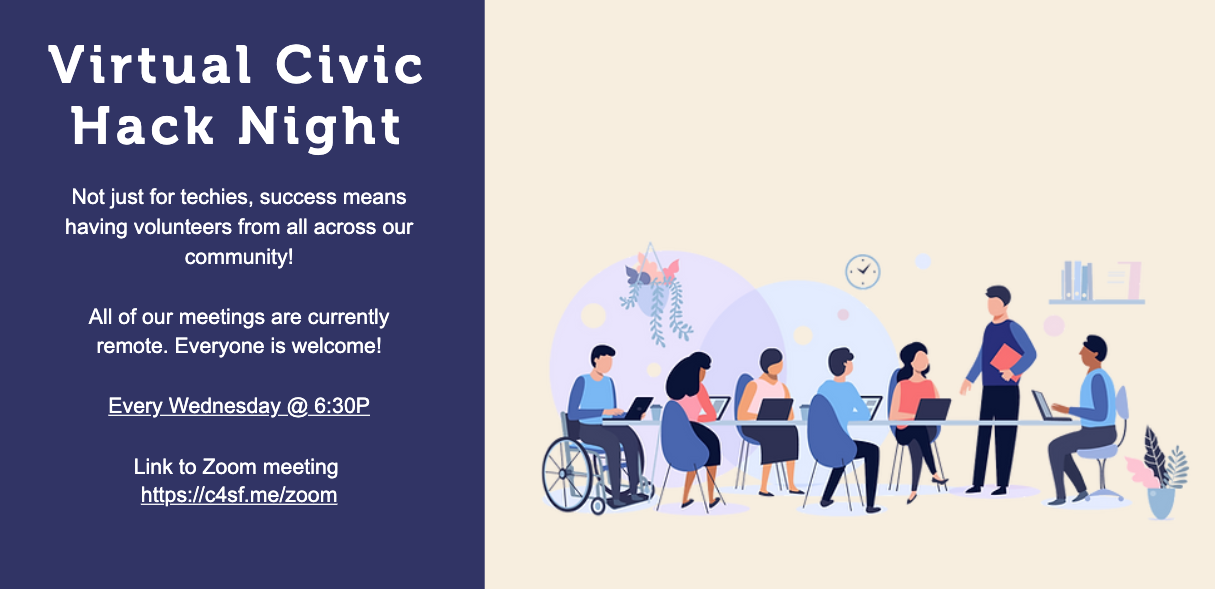 Virtual Civic
Hack Night
Not just for techies, success means
having volunteers from all across our
community!
All of our meetings are currently
remote. Everyone is welcome!
Every Wednesday @ 6:30P
Link to Zoom meeting
https://c4sf.me/zoom